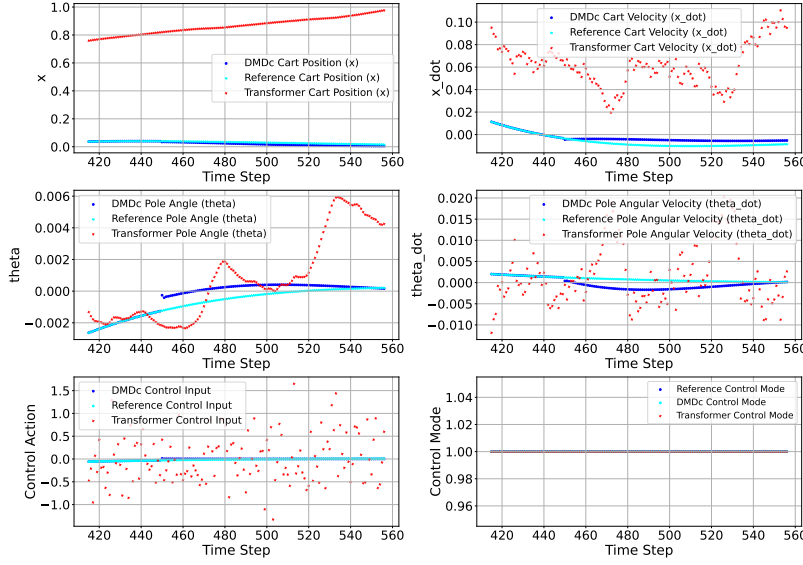 1.0
0.8
0.6
0.4
0.2
0.0
x
DMDc Cart Position (x)
Reference Cart Position (x)
Transformer Cart Position (x)
420 440 460 480 500 520 540 560
Time Step
0.10
0.08
0.06
0.04
0.02
0.00
x_dot
DMDc Cart Velocity (x_dot)
Reference Cart Velocity (x_dot)
Transformer Cart Velocity (x_dot)
420 440 460 480 500 520 540 560
Time Step
0.006
0.004
0.002
0.000
−0.002
theta
DMDc Pole Angle (theta)
Reference Pole Angle (theta)
Transformer Pole Angle (theta)
420 440 460 480 500 520 540 560
Time Step
0.020
0.015
0.010
0.005
0.000
−0.005
−0.010
theta_dot
DMDc Pole Angular Velocity (theta_dot)
Reference Pole Angular Velocity (theta_dot)
Transformer Pole Angular Velocity (theta_dot)
420 440 460 480 500 520 540 560
Time Step
1.5
1.0
0.5
0.0
−0.5
−1.0
Control Action
DMDc Control Input
Reference Control Input
Transformer Control Input
420 440 460 480 500 520 540 560
Time Step
1.04
1.02
1.00
0.98
0.96
Control Mode
Reference Control Mode
DMDc Control Mode
Transformer Control Mode
420 440 460 480 500 520 540 560
Time Step